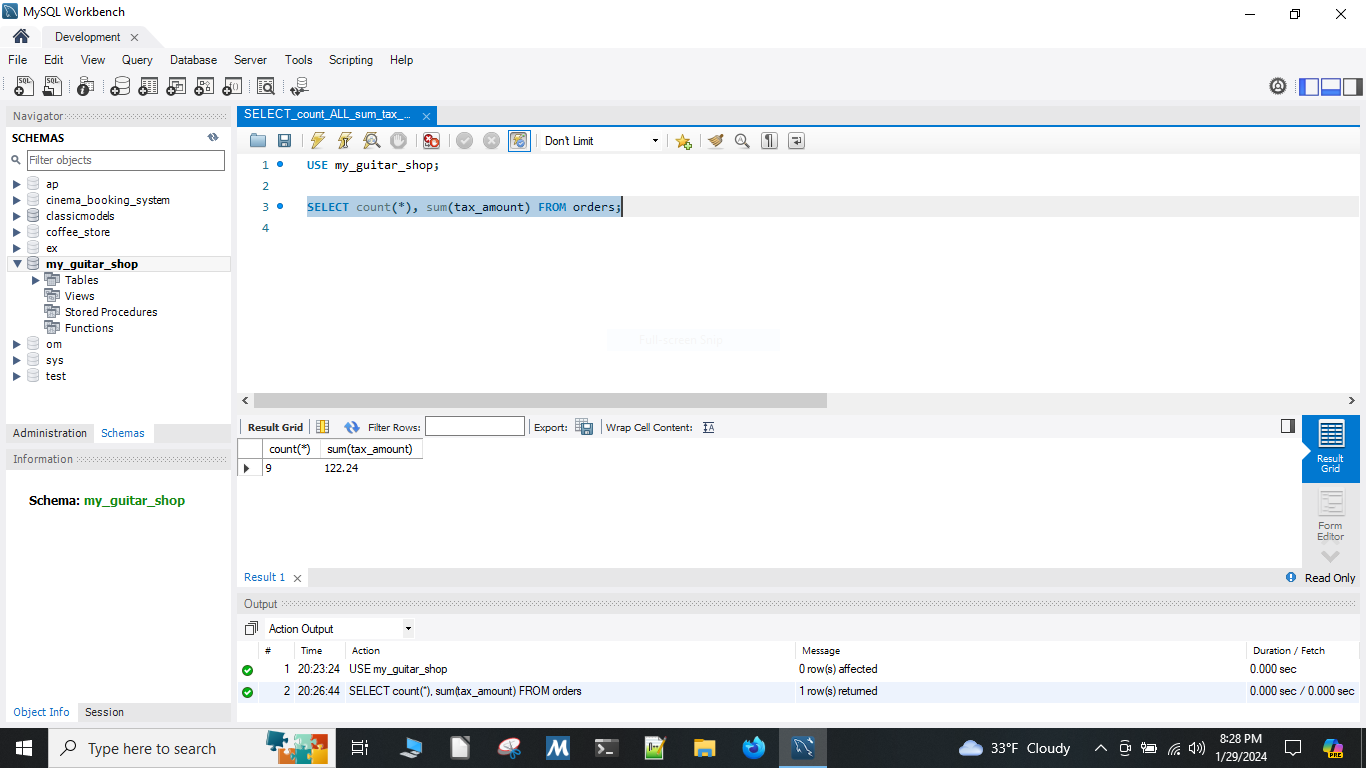 MySQL Workbench
Development
File Edit View Query Database Server Tools Scripting Help
Navigator
SCHEMAS
Filter objects
ap
cinema_booking_system
classicmodels
coffee_store
ex
my_guitar_shop
Tables
Views
Stored Procedures
Functions
om
sys
test
Administration Schemas
Information
Schema: my_guitar_shop
Object Info Session
SELECT_count_ALL_sum_tax_...
Don't Limit
1 USE my_guitar_shop;
2
3 SELECT count(*), sum(tax_amount) FROM orders;
4
Full-screen Snip
Result Grid Filter Rows: Export: Wrap Cell Content:
count(*) sum(tax_amount)
9 122.24
Result Grid
Form Editor
Result 1 Read Only
Output
Action Output
# Time Action Message Duration / Fetch
1 20:23:24 USE my_guitar_shop 0 row(s) affected 0.000 sec
2 20:26:44 SELECT count(*), sum(tax_amount) FROM orders 1 row(s) returned 0.000 sec / 0.000 sec
Type here to search
33°F Cloudy
8:28 PM
1/29/2024
PRE